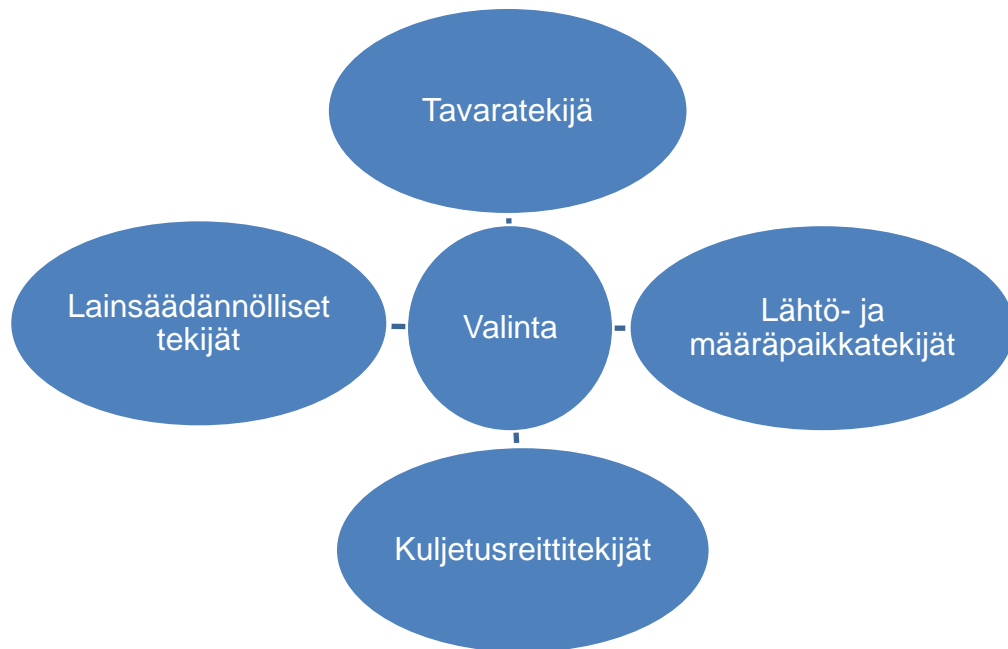 Tavaratekijä
Lainsäädännölliset
tekijät
Valinta
Lähtö- ja
määräpaikkatekijät
Kuljetusreittitekijät